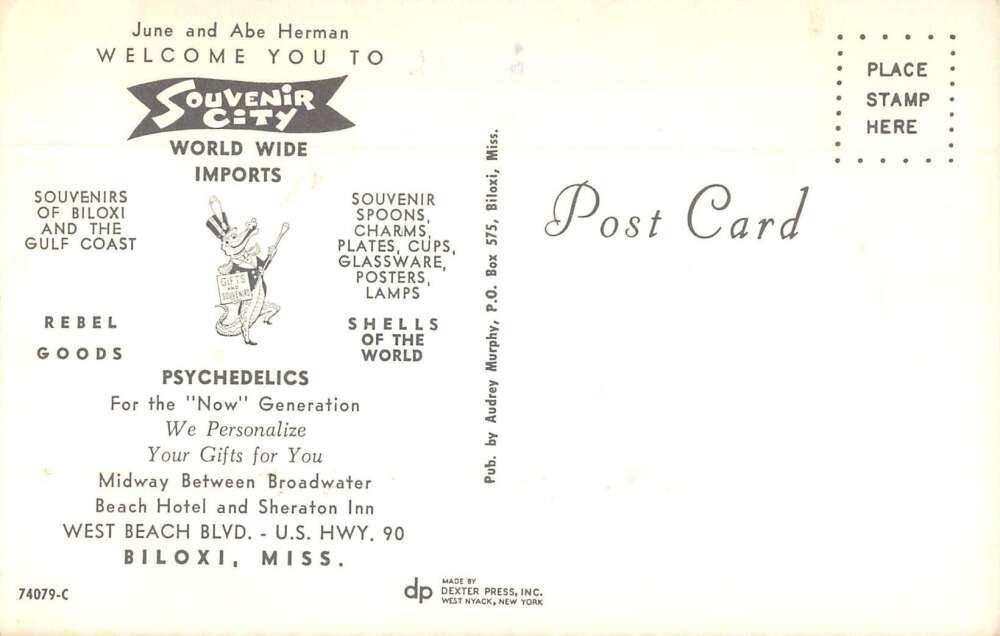 June and Abe Herman
WELCOME YOU TO
SOUVENIR
CITY
WORLD WIDE
IMPORTS
SOUVENIRS
OF BILOXI
AND THE
GULF COAST
SOUVENIR
SPOONS,
CHARMS,
PLATES, CUPS,
GLASSWARE,
POSTERS,
LAMPS
GIFTS
AND
SOUVENIRS
REBEL
GOODS
SHELLS
OF THE
WORLD
PSYCHEDELICS
For the "Now" Generation
We Personalize
Your Gifts for You
Midway Between Broadwater
Beach Hotel and Sheraton Inn
WEST BEACH BLVD. - U.S. HWY. 90
BILOXI, MISS.
74079-C
Pub. by Audrey Murphy, P.O. Box 575, Biloxi, Miss.
dp
MADE BY
DEXTER PRESS, INC.
WEST NYACK, NEW YORK
Post Card
PLACE
STAMP
HERE